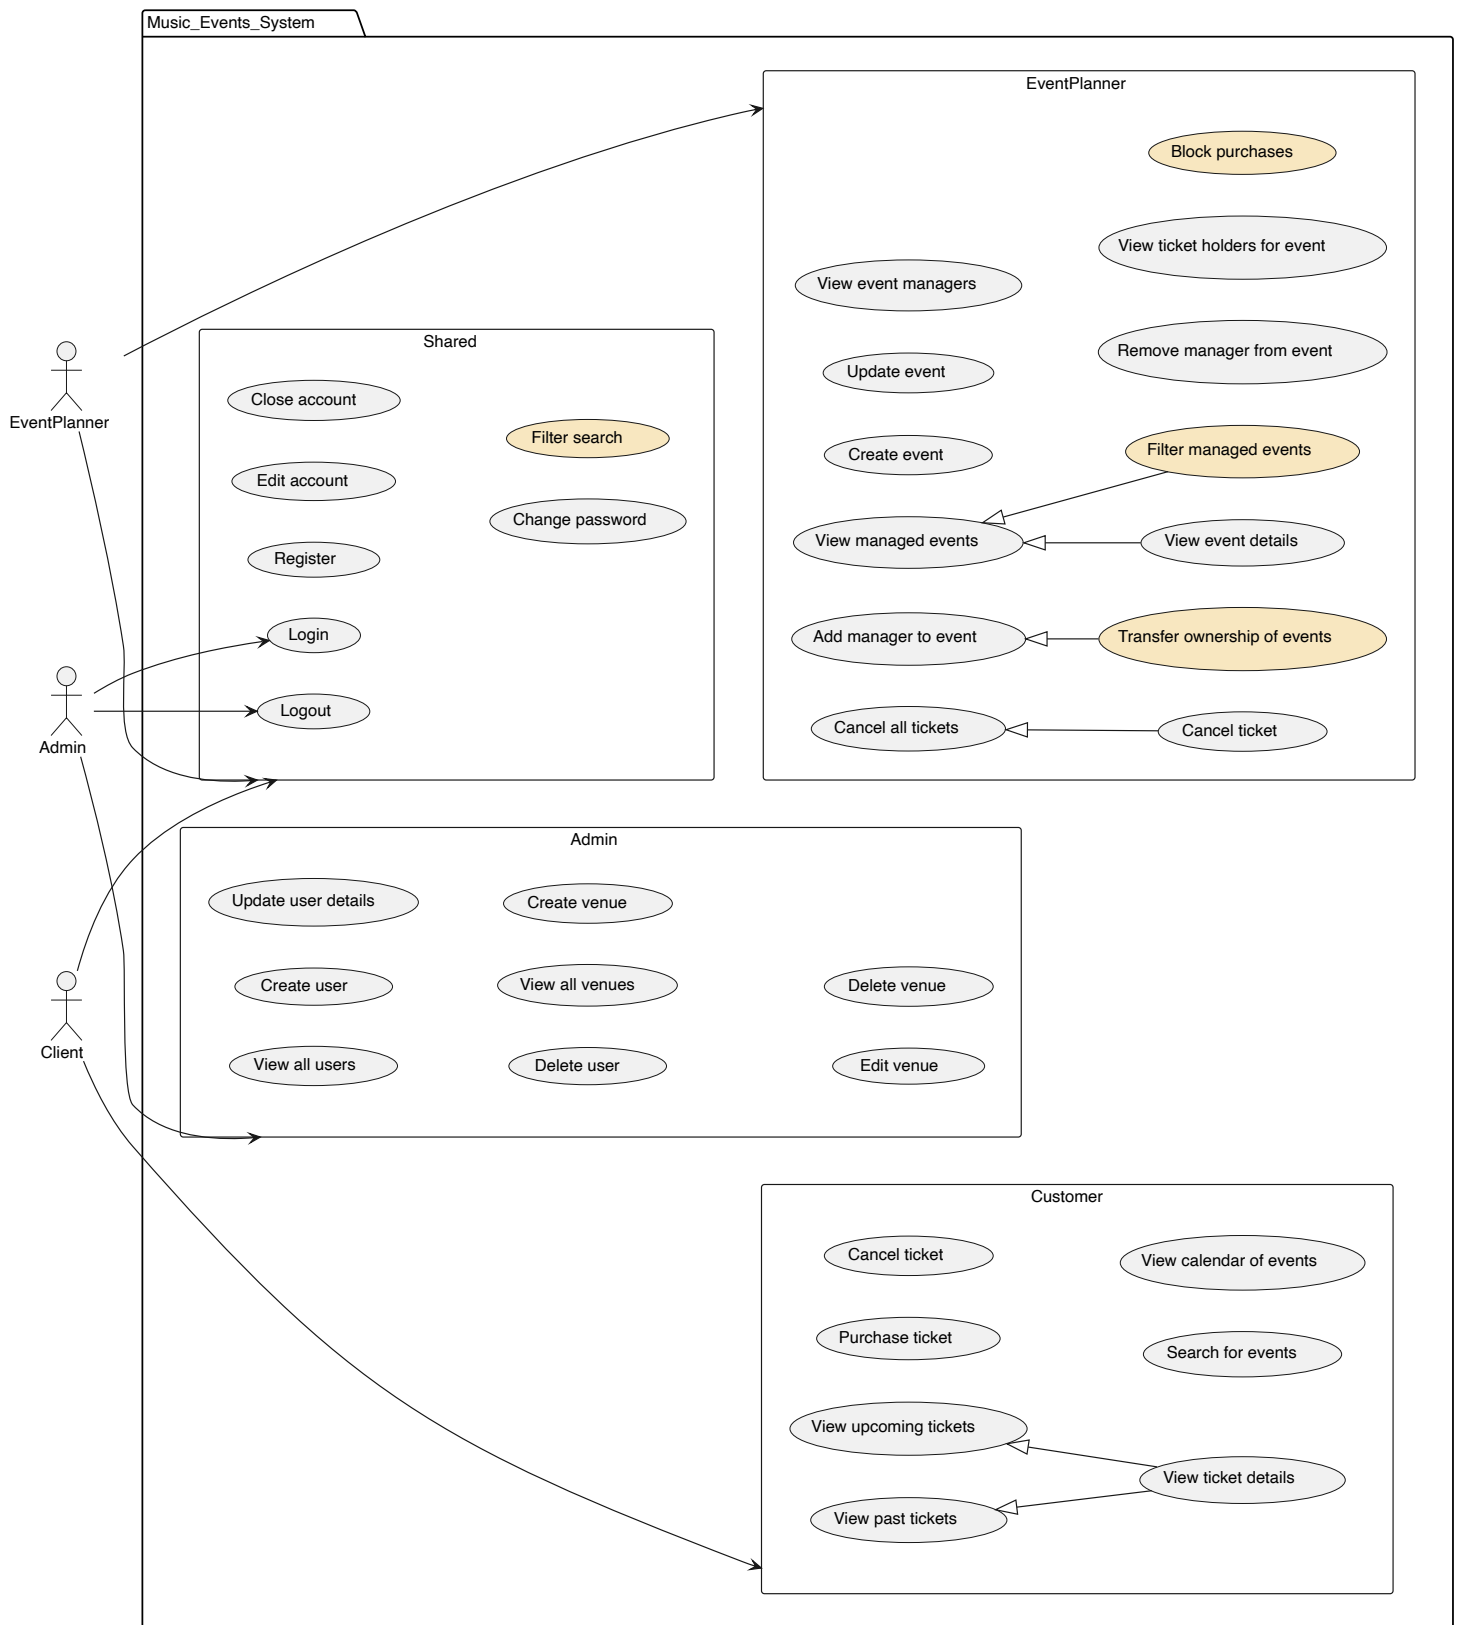 Music_Events_System
EventPlanner
Block purchases
View ticket holders for event
View event managers
Remove manager from event
Update event
Filter managed events
Create event
View managed events
View event details
Add manager to event
Transfer ownership of events
Cancel all tickets
Cancel ticket
Shared
Close account
Filter search
Edit account
Change password
Register
Login
Logout
EventPlanner
Admin
Client
Admin
Update user details
Create venue
Create user
View all venues
Delete venue
View all users
Delete user
Edit venue
Customer
Cancel ticket
View calendar of events
Purchase ticket
Search for events
View upcoming tickets
View ticket details
View past tickets